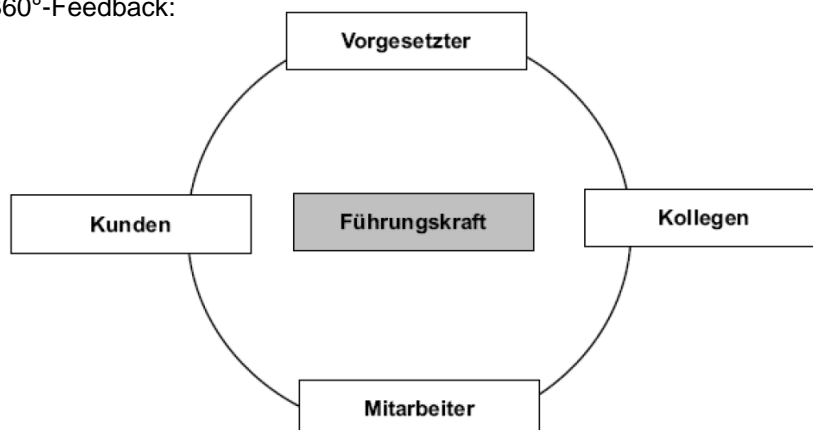 360°-Feedback:
Vorgesetzter
Kunden
Führungskraft
Kollegen
Mitarbeiter